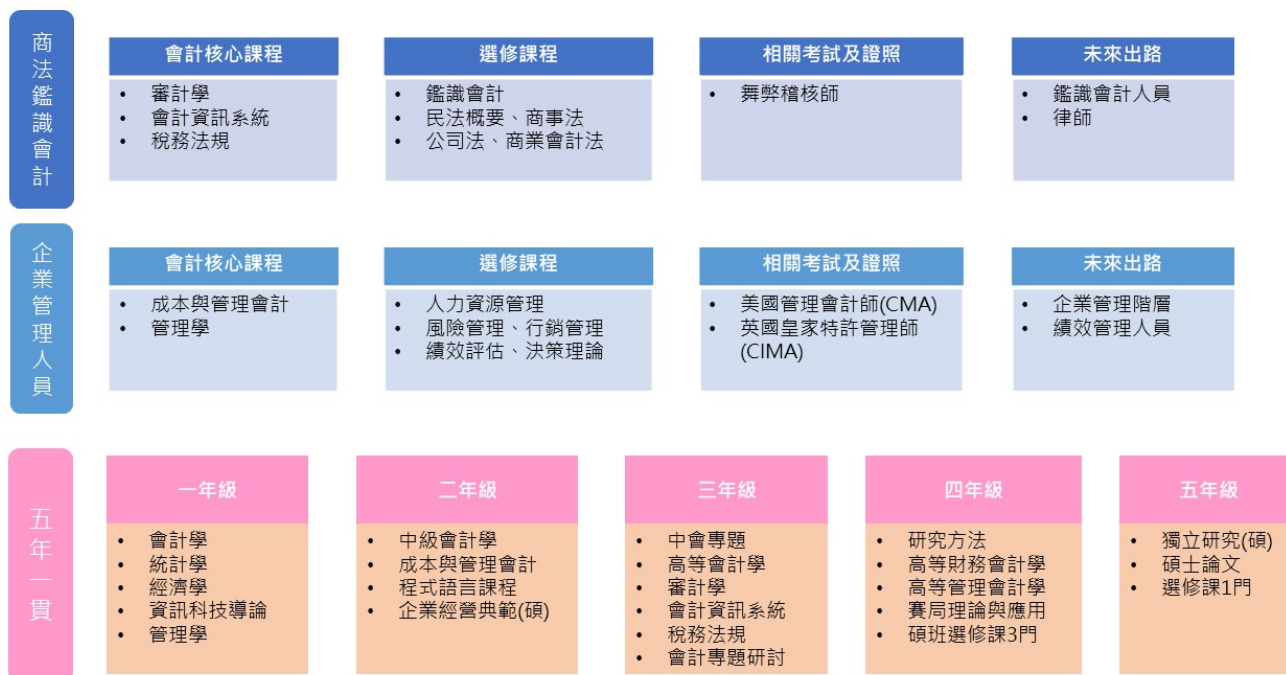 商法鑑識會計
會計核心課程
• 審計學
• 會計資訊系統
• 稅務法規
選修課程
• 鑑識會計
• 民法概要、商事法
• 公司法、商業會計法
相關考試及證照
• 舞弊稽核師
未來出路
• 鑑識會計人員
• 律師
企業管理人員
會計核心課程
• 成本與管理會計
• 管理學
選修課程
• 人力資源管理
• 風險管理、行銷管理
• 績效評估、決策理論
相關考試及證照
• 美國管理會計師(CMA)
• 英國皇家特許管理師
(CIMA)
未來出路
• 企業管理階層
• 績效管理人員
五年一貫
一年級
• 會計學
• 統計學
• 經濟學
• 資訊科技導論
• 管理學
二年級
• 中級會計學
• 成本與管理會計
• 程式語言課程
• 企業經營典範(碩)
三年級
• 中會專題
• 高等會計學
• 審計學
• 會計資訊系統
• 稅務法規
• 會計專題研討
四年級
• 研究方法
• 高等財務會計學
• 高等管理會計學
• 賽局理論與應用
• 碩班選修課3門
五年級
• 獨立研究(碩)
• 碩士論文
• 選修課1門